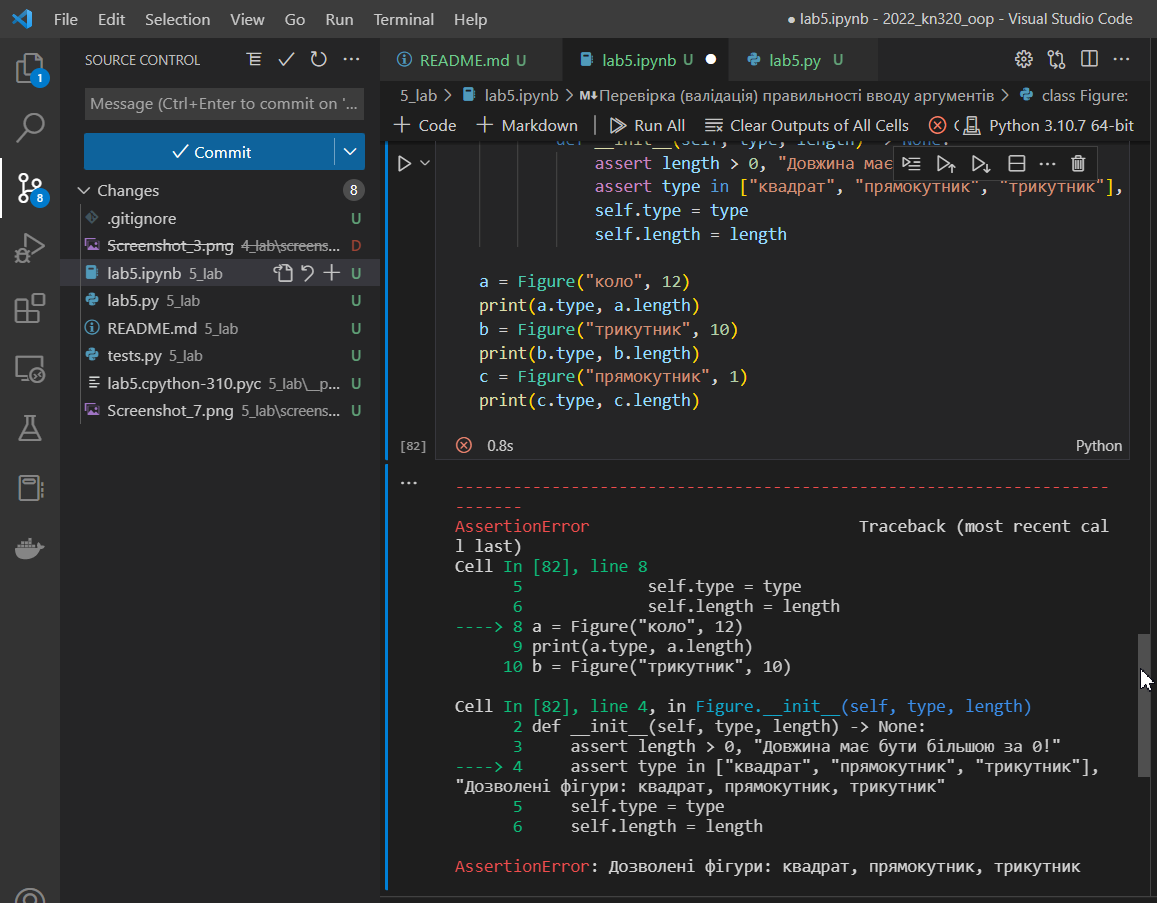 File Edit Selection View Go Run Terminal Help
● lab5.ipynb - 2022_kn320_oop - Visual Studio Code
SOURCE CONTROL
README.md U
lab5.ipynb U
lab5.py U
1
Message (Ctrl+Enter to commit on '...
Commit
Changes 8
8
.gitignore U
Screenshot_3.png 4_lab\screens... D
lab5.ipynb 5_lab U
lab5.py 5_lab U
README.md 5_lab U
tests.py 5_lab U
lab5.cpython-310.pyc 5_lab\__p... U
Screenshot_7.png 5_lab\screens... U
5_lab > lab5.ipynb > M↓Перевірка (валідація) правильності вводу аргументів > class Figure:
+ Code + Markdown | Run All Clear Outputs of All Cells Python 3.10.7 64-bit
def __init__(self, type, length) -> None:
assert length > 0, "Довжина має
assert type in ["квадрат", "прямокутник", "трикутник"],
self.type = type
self.length = length
a = Figure("коло", 12)
print(a.type, a.length)
b = Figure("трикутник", 10)
print(b.type, b.length)
c = Figure("прямокутник", 1)
print(c.type, c.length)
[82] 0.8s Python
...
---------------------------------------------------------------------
-------
AssertionError Traceback (most recent cal
l last)
Cell In [82], line 8
5 self.type = type
6 self.length = length
----> 8 a = Figure("коло", 12)
9 print(a.type, a.length)
10 b = Figure("трикутник", 10)
Cell In [82], line 4, in Figure.__init__(self, type, length)
2 def __init__(self, type, length) -> None:
3 assert length > 0, "Довжина має бути більшою за 0!"
----> 4 assert type in ["квадрат", "прямокутник", "трикутник"],
"Дозволені фігури: квадрат, прямокутник, трикутник"
5 self.type = type
6 self.length = length
AssertionError: Дозволені фігури: квадрат, прямокутник, трикутник